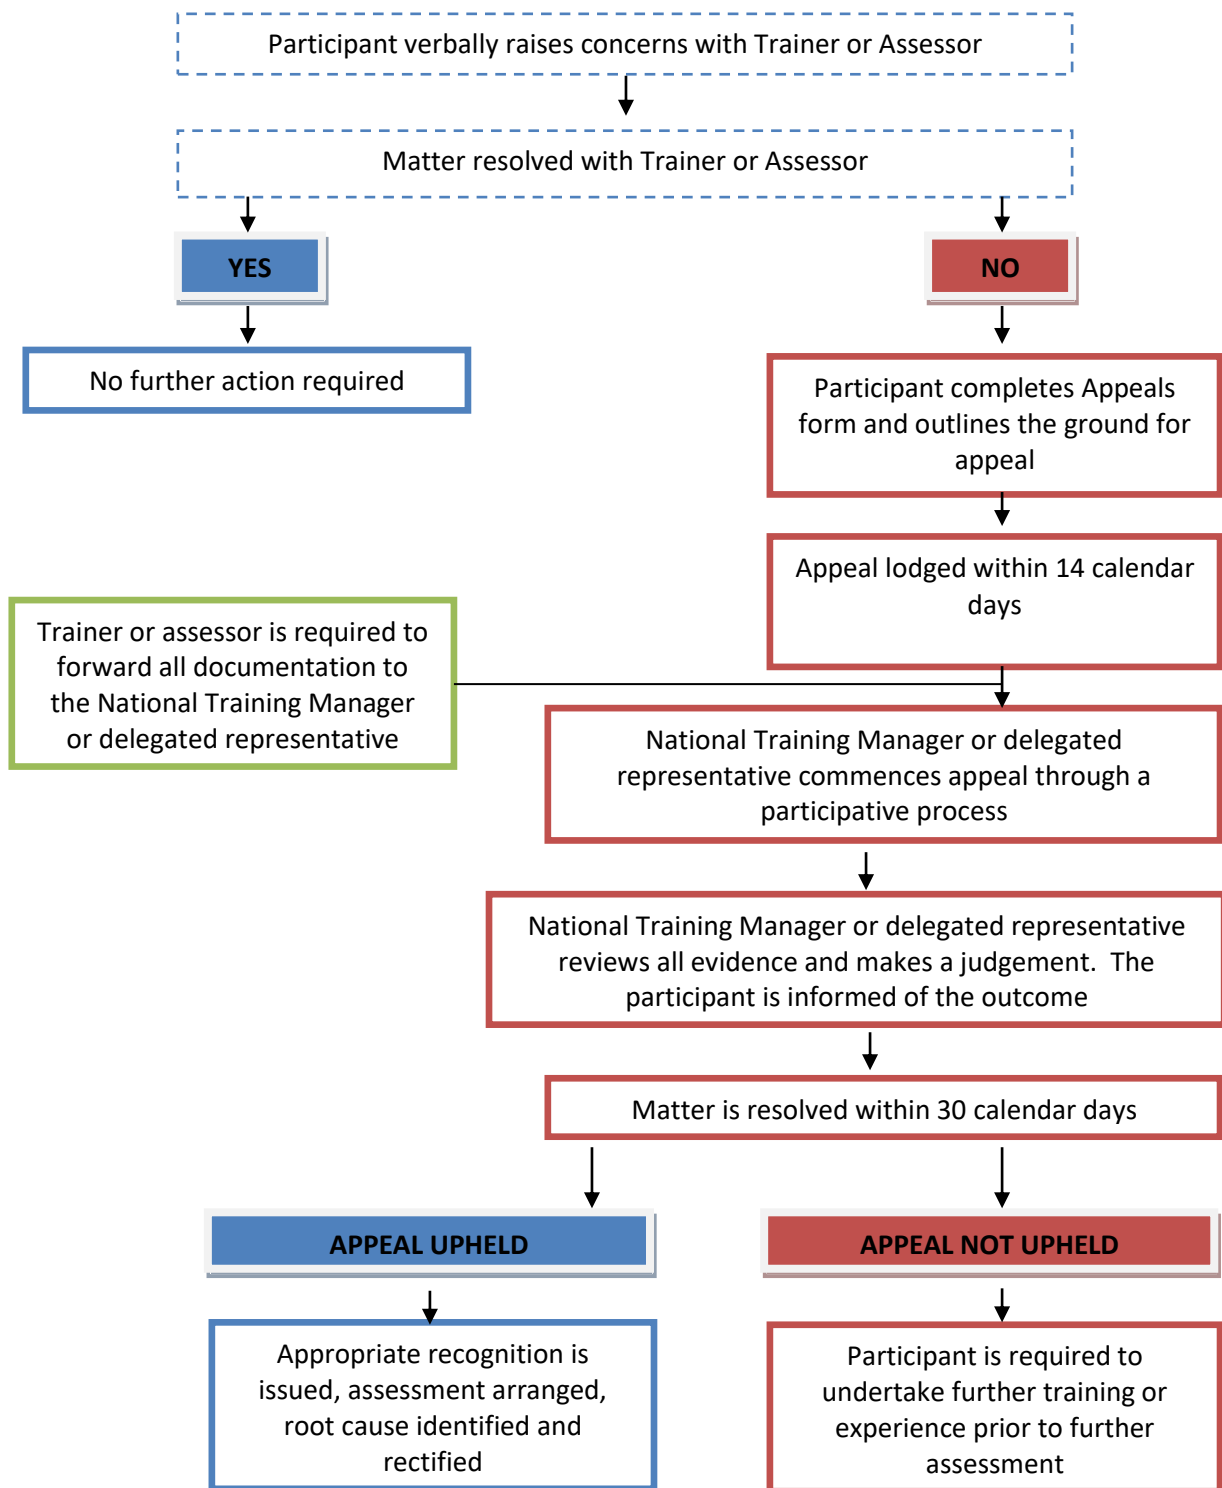 Participant verbally raises concerns with Trainer or Assessor
Matter resolved with Trainer or Assessor
YES
NO
No further action required
Participant completes Appeals
form and outlines the ground for
appeal
Appeal lodged within 14 calendar
days
Trainer or assessor is required to
forward all documentation to
the National Training Manager
or delegated representative
National Training Manager or delegated
representative commences appeal through a
participative process
National Training Manager or delegated representative
reviews all evidence and makes a judgement.  The
participant is informed of the outcome
Matter is resolved within 30 calendar days
APPEAL UPHELD
APPEAL NOT UPHELD
Appropriate recognition is
issued, assessment arranged,
root cause identified and
rectified
Participant is required to
undertake further training or
experience prior to further
assessment